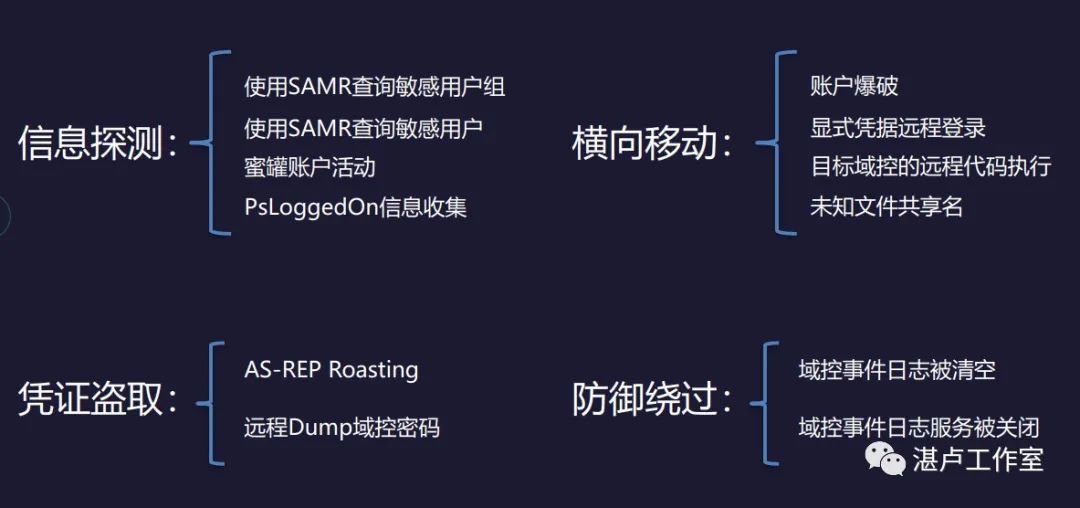 信息探测：
使用SAMR查询敏感用户组
使用SAMR查询敏感用户
蜜罐账户活动
PsLoggedOn信息收集
横向移动：
账户爆破
显式凭据远程登录
目标域控的远程代码执行
未知文件共享名
凭证盗取：
AS-REP Roasting
远程Dump域控密码
防御绕过：
域控事件日志被清空
域控事件日志服务被关闭
湛卢工作室